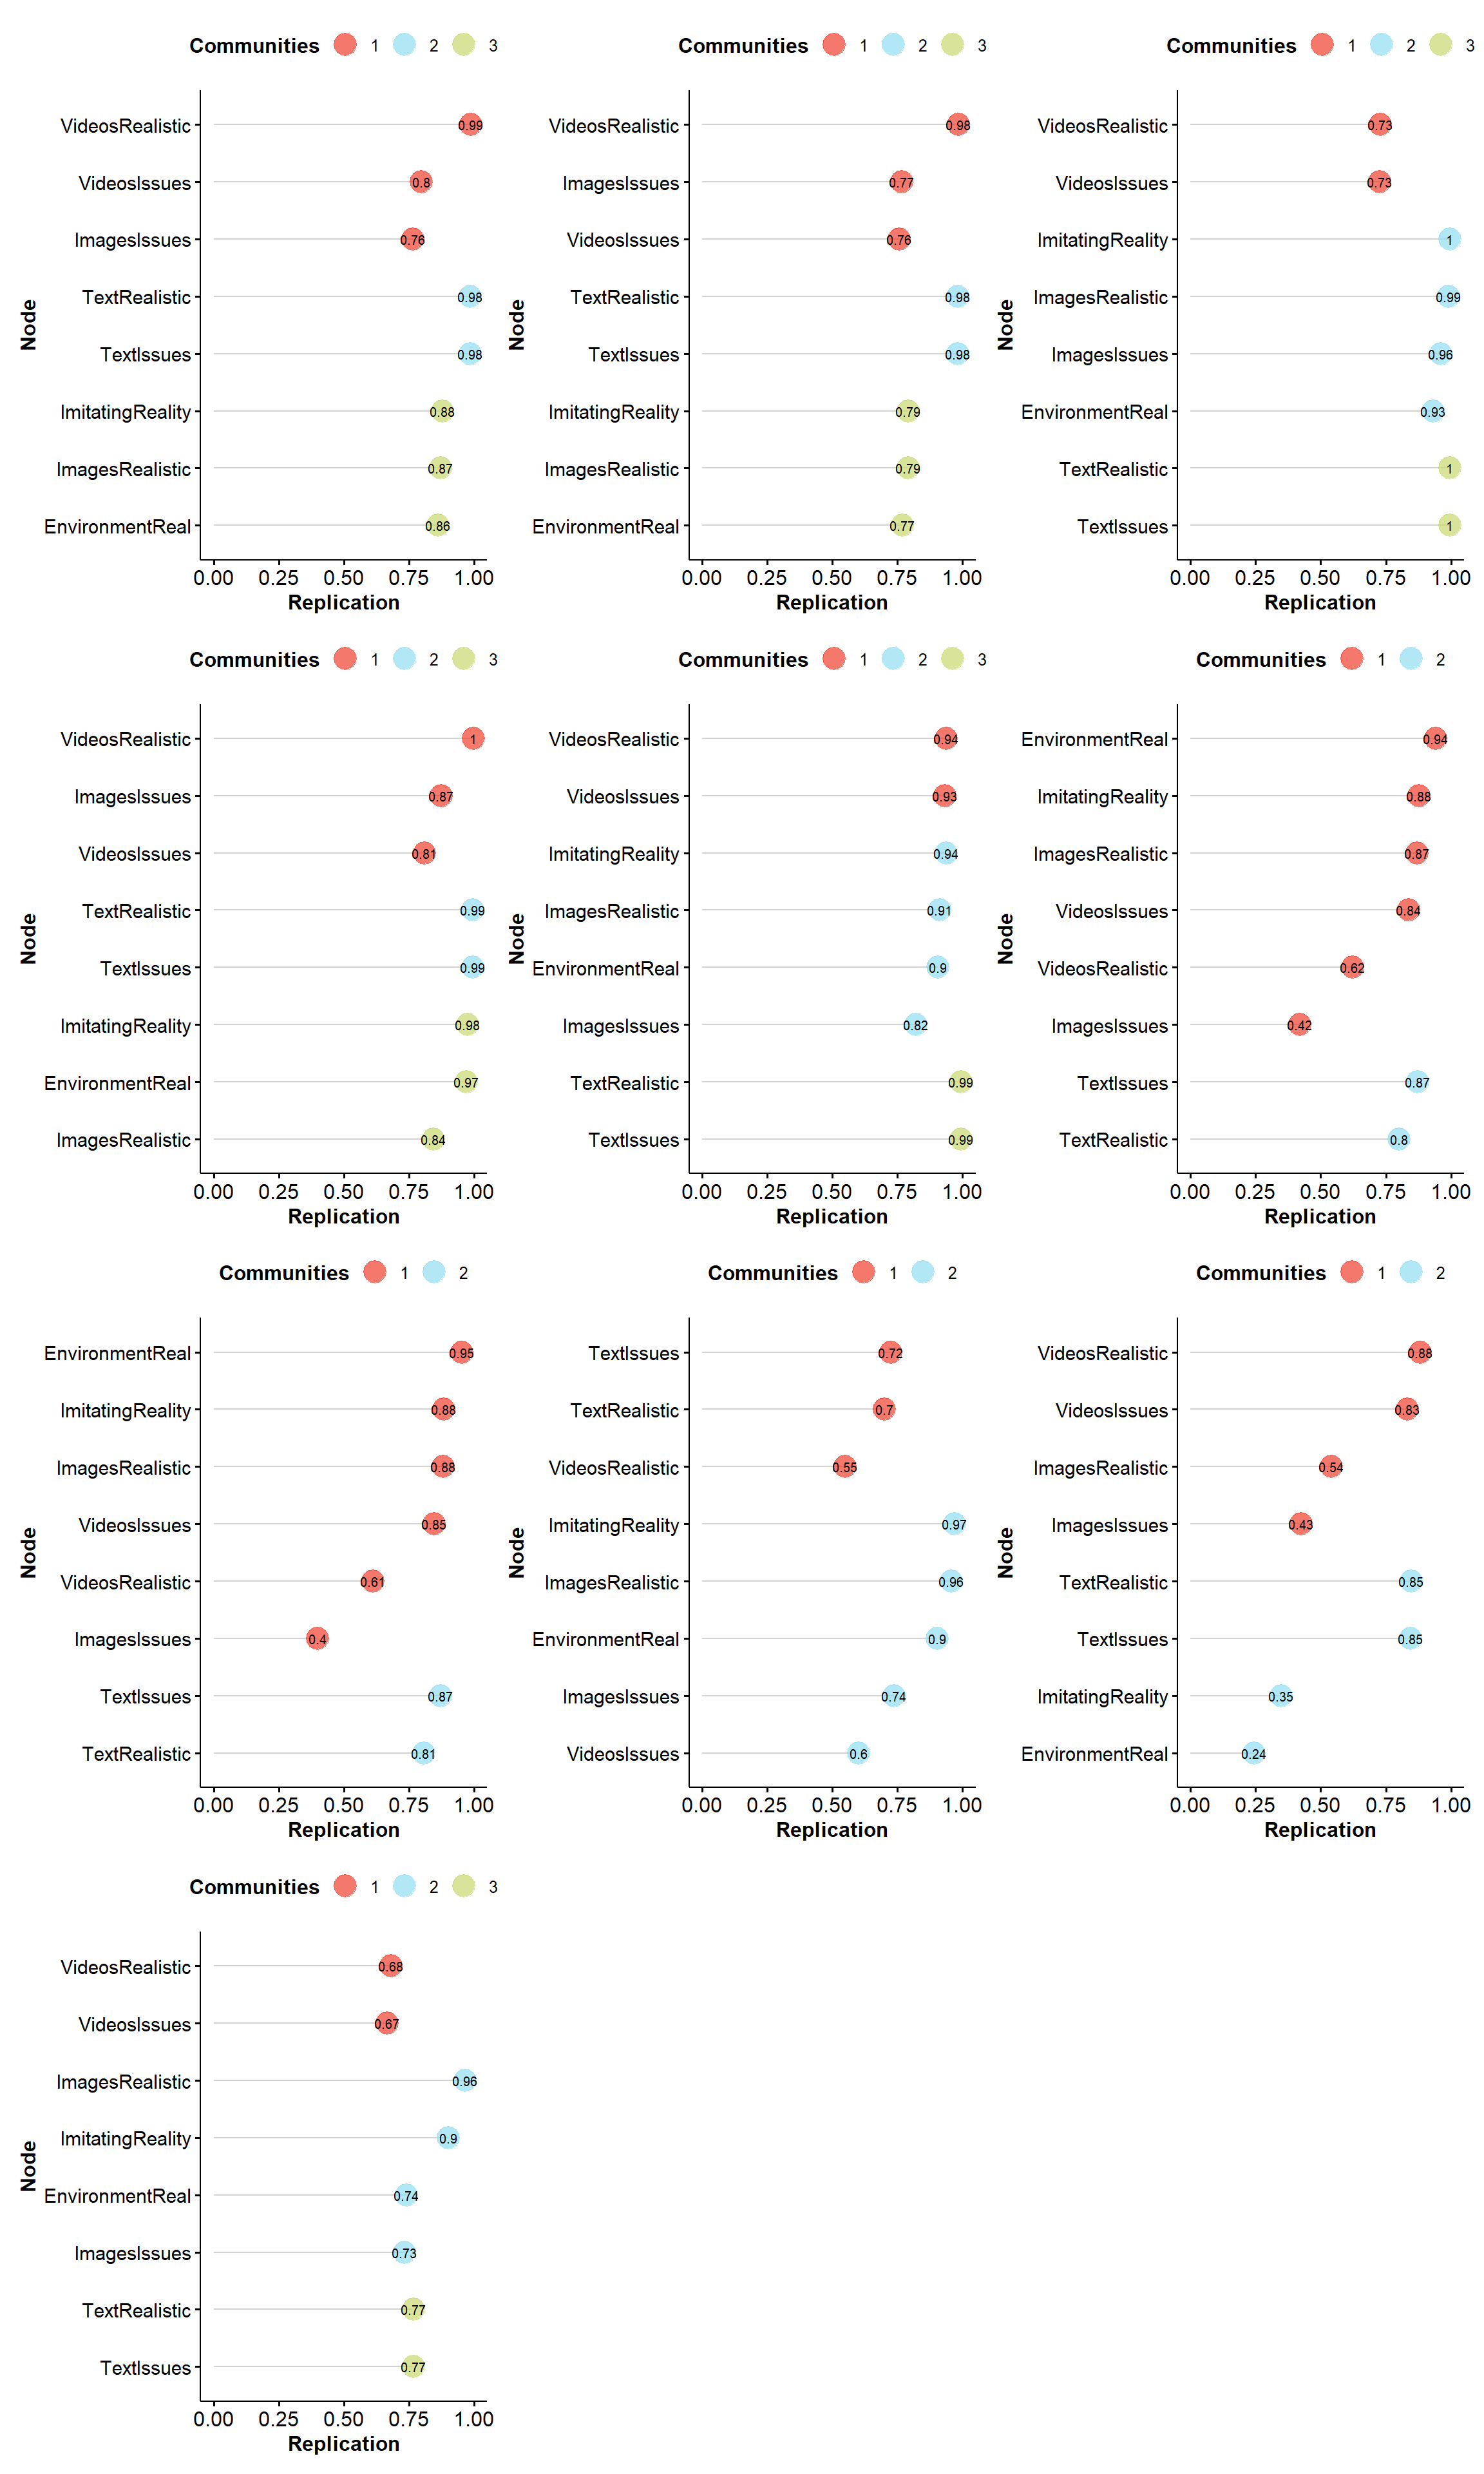 Communities 1 2 3
VideosRealistic 0.99
VideosIssues 0.8
ImagesIssues 0.76
TextRealistic 0.98
TextIssues 0.98
ImitatingReality 0.88
ImagesRealistic 0.87
EnvironmentReal 0.86
Node
0.00 0.25 0.50 0.75 1.00
Replication
Communities 1 2 3
VideosRealistic 0.98
ImagesIssues 0.77
VideosIssues 0.76
TextRealistic 0.98
TextIssues 0.98
ImitatingReality 0.79
ImagesRealistic 0.79
EnvironmentReal 0.77
Node
0.00 0.25 0.50 0.75 1.00
Replication
Communities 1 2 3
VideosRealistic 0.73
VideosIssues 0.73
ImitatingReality 1
ImagesRealistic 0.99
ImagesIssues 0.96
EnvironmentReal 0.93
TextRealistic 1
TextIssues 1
Node
0.00 0.25 0.50 0.75 1.00
Replication
Communities 1 2 3
VideosRealistic 1
ImagesIssues 0.87
VideosIssues 0.81
TextRealistic 0.99
TextIssues 0.99
ImitatingReality 0.98
EnvironmentReal 0.97
ImagesRealistic 0.84
Node
0.00 0.25 0.50 0.75 1.00
Replication
Communities 1 2 3
VideosRealistic 0.94
VideosIssues 0.93
ImitatingReality 0.94
ImagesRealistic 0.91
EnvironmentReal 0.9
ImagesIssues 0.82
TextRealistic 0.99
TextIssues 0.99
Node
0.00 0.25 0.50 0.75 1.00
Replication
Communities 1 2
EnvironmentReal 0.94
ImitatingReality 0.88
ImagesRealistic 0.87
VideosIssues 0.84
VideosRealistic 0.62
ImagesIssues 0.42
TextIssues 0.87
TextRealistic 0.8
Node
0.00 0.25 0.50 0.75 1.00
Replication
Communities 1 2
EnvironmentReal 0.95
ImitatingReality 0.88
ImagesRealistic 0.88
VideosIssues 0.85
VideosRealistic 0.61
ImagesIssues 0.4
TextIssues 0.87
TextRealistic 0.81
Node
0.00 0.25 0.50 0.75 1.00
Replication
Communities 1 2
TextIssues 0.72
TextRealistic 0.7
VideosRealistic 0.55
ImitatingReality 0.97
ImagesRealistic 0.96
EnvironmentReal 0.9
ImagesIssues 0.74
VideosIssues 0.6
Node
0.00 0.25 0.50 0.75 1.00
Replication
Communities 1 2
VideosRealistic 0.88
VideosIssues 0.83
ImagesRealistic 0.54
ImagesIssues 0.43
TextRealistic 0.85
TextIssues 0.85
ImitatingReality 0.35
EnvironmentReal 0.24
Node
0.00 0.25 0.50 0.75 1.00
Replication
Communities 1 2 3
VideosRealistic 0.68
VideosIssues 0.67
ImagesRealistic 0.96
ImitatingReality 0.9
EnvironmentReal 0.74
ImagesIssues 0.73
TextRealistic 0.77
TextIssues 0.77
Node
0.00 0.25 0.50 0.75 1.00
Replication